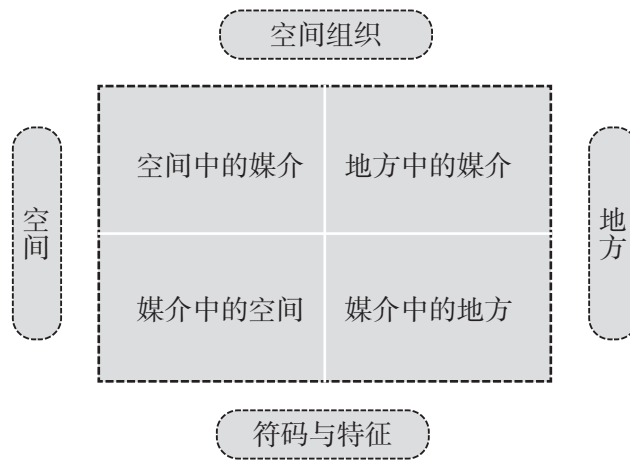 空间组织
空间中的媒介
地方中的媒介
空间
地方
媒介中的空间
媒介中的地方
符码与特征